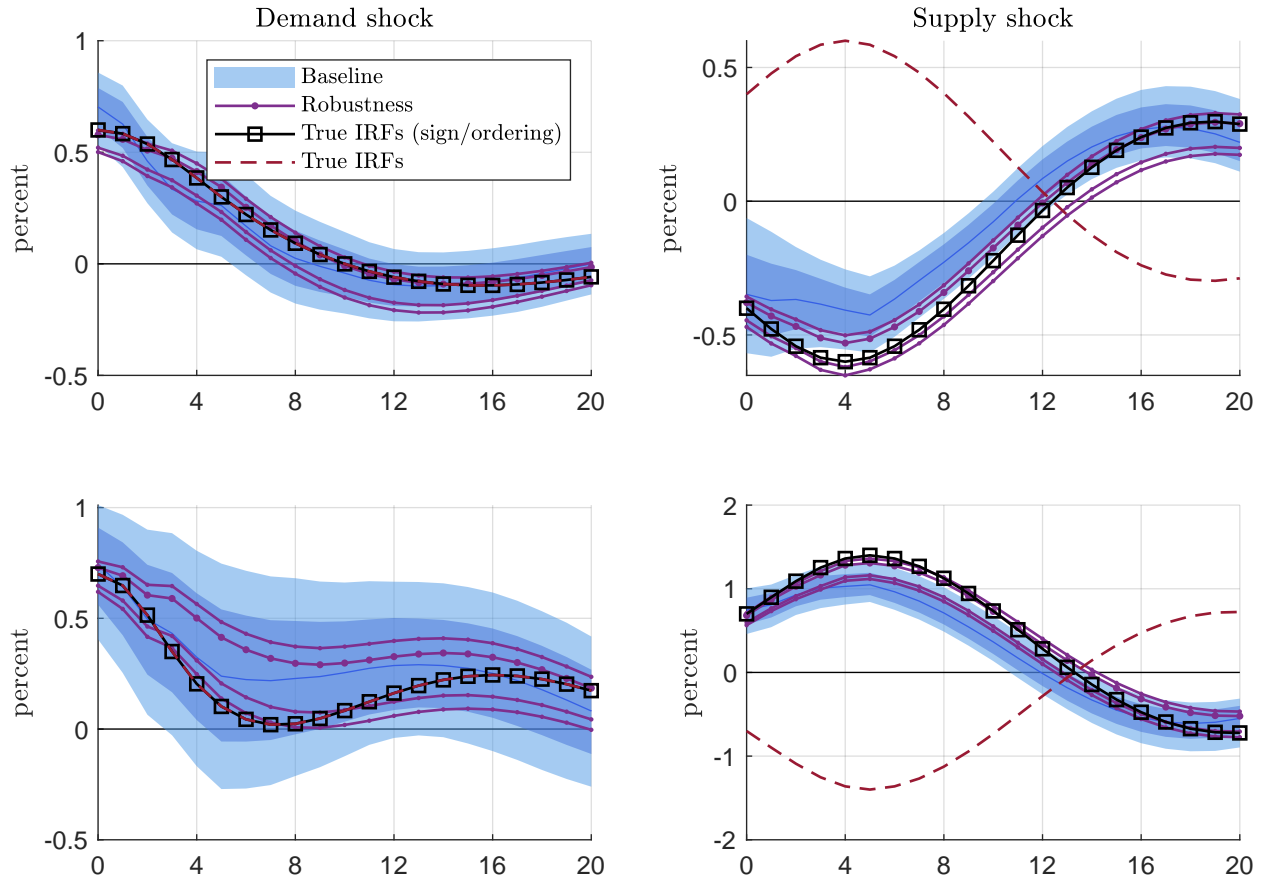 Demand shock
Supply shock
1
0.5
0
-0.5
percent
0 4 8 12 16 20
Baseline
Robustness
True IRFs (sign/ordering)
True IRFs
0.5
0
-0.5
percent
0 4 8 12 16 20
1
0.5
0
-0.5
percent
0 4 8 12 16 20
2
1
0
-1
-2
percent
0 4 8 12 16 20